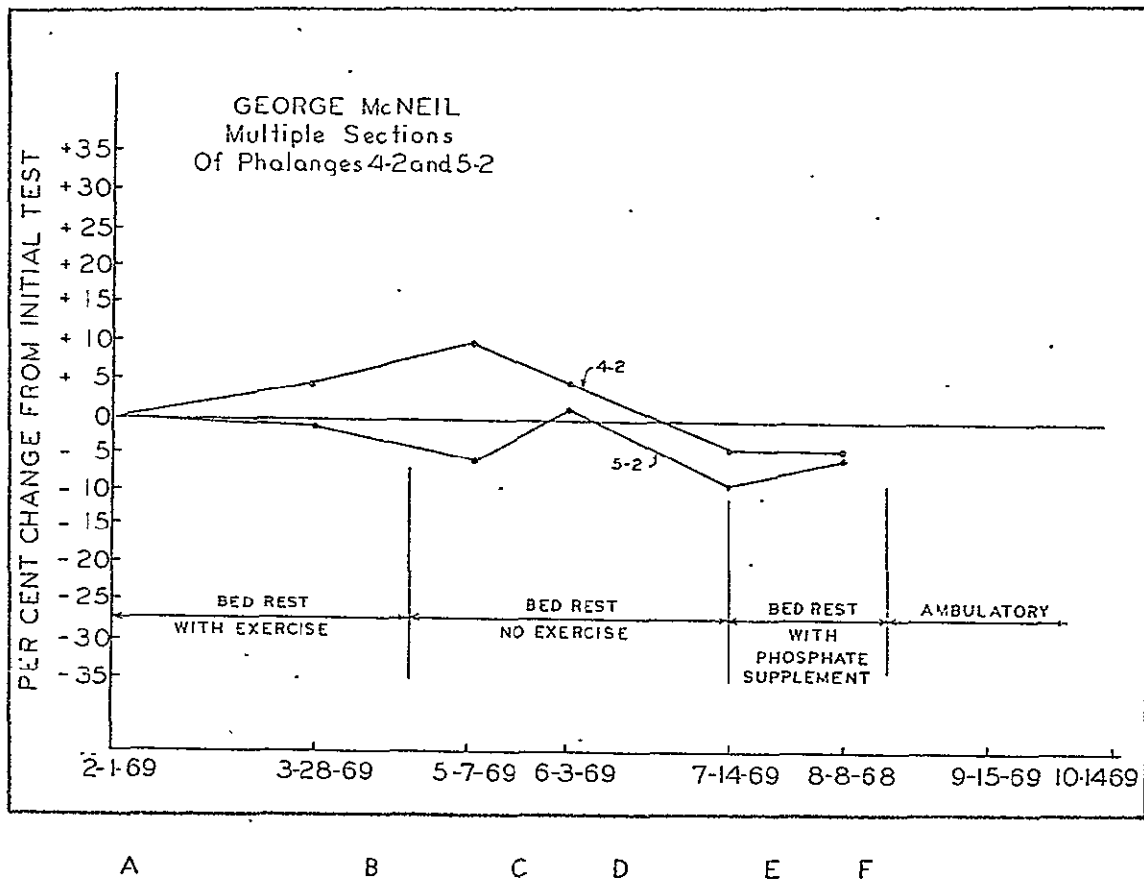 GEORGE McNEIL
Multiple Sections
Of Phalanges 4-2 and 5-2
PER CENT CHANGE FROM INITIAL TEST
+35
+30
+25
+20
+15
+10
+5
0
-5
-10
-15
-20
-25
-30
-35
4-2
5-2
BED REST
WITH EXERCISE
BED REST
NO EXERCISE
BED REST
WITH
PHOSPHATE
SUPPLEMENT
AMBULATORY
2-1-69 3-28-69 5-7-69 6-3-69 7-14-69 8-8-68 9-15-69 10-1469
A B C D E F